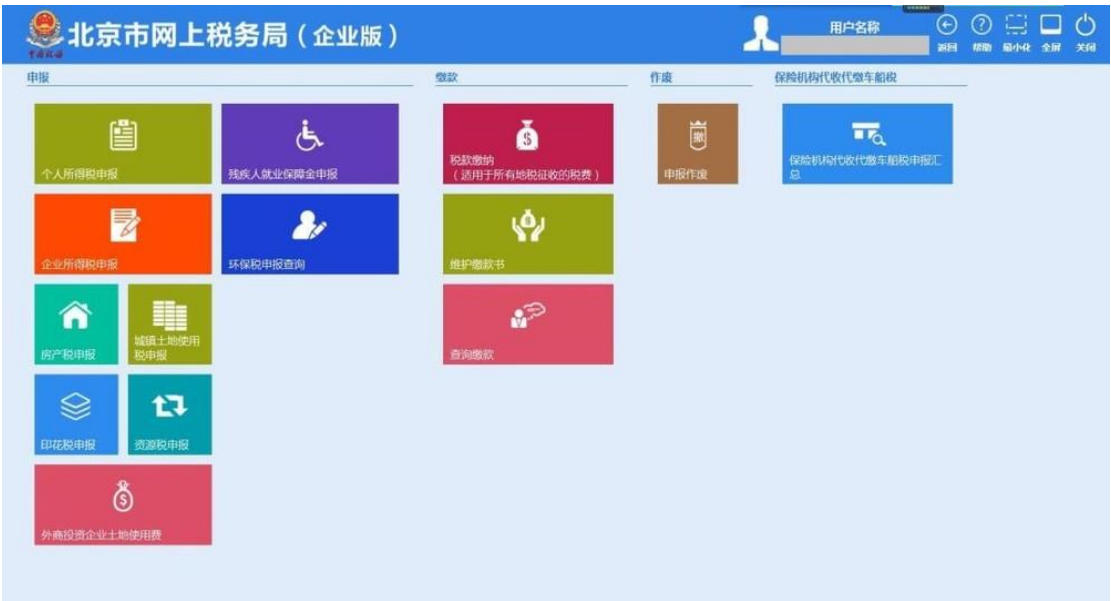 北京市网上税务局（企业版）
用户名称
返回 帮助 最小化 全屏 关闭
中国税务
申报
缴款
作废
保险机构代收代缴车船税
个人所得税申报
残疾人就业保障金申报
税款缴纳
（适用于所有地税征收的税费）
申报作废
保险机构代收代缴车船税申报汇
总
企业所得税申报
环保税申报查询
维护缴款书
房产税申报
城镇土地使用
税申报
查询缴款
印花税申报
资源税申报
外商投资企业土地使用费